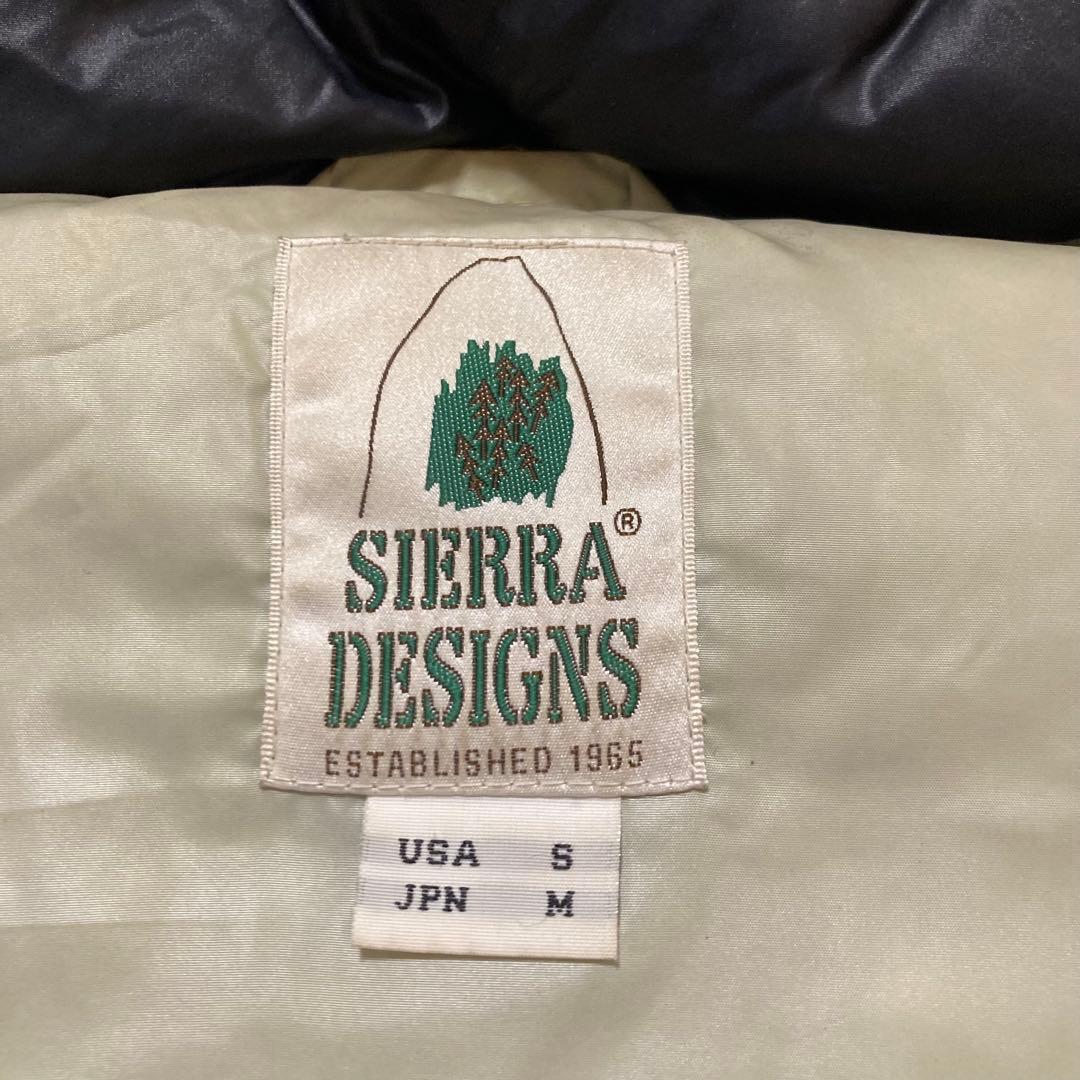 SIERRA®
DESIGNS
ESTABLISHED 1965
USA S
JPN M